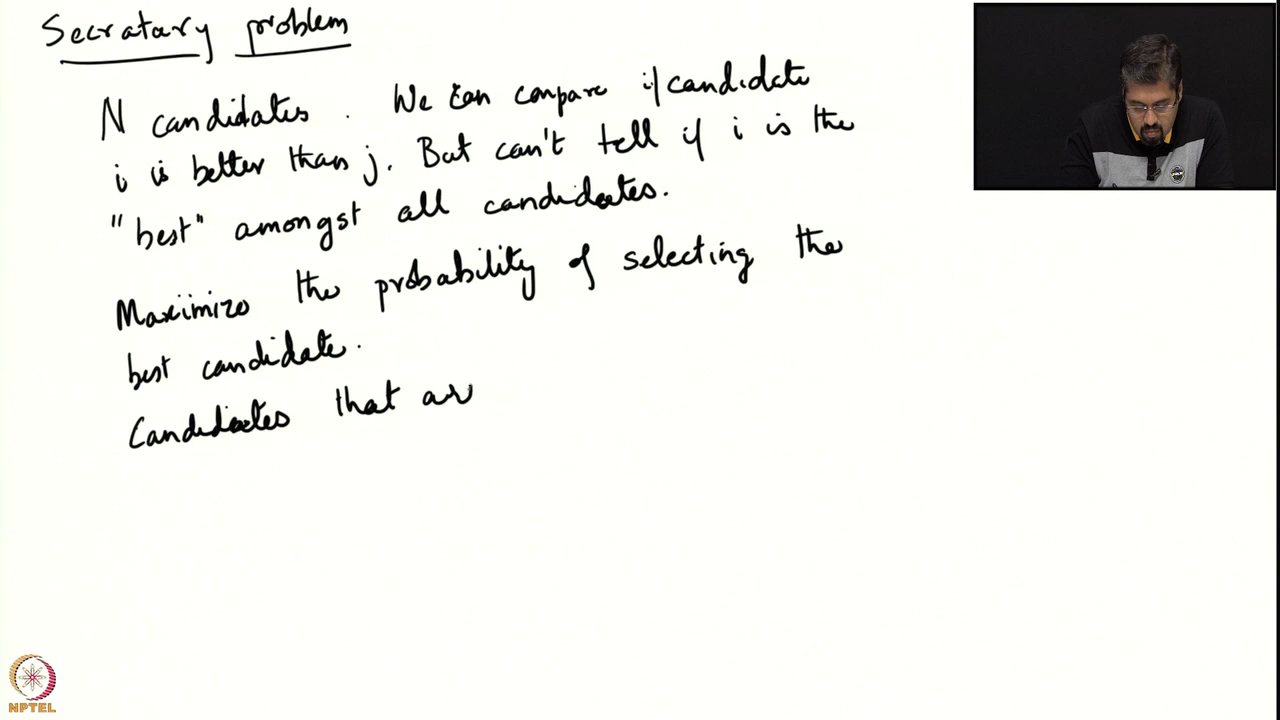 Secratary problem
N candidates. We can compare if candidate
i is better than j. But can't tell if i is the
"best" amongst all candidates.
Maximize the probability of selecting the
best candidate.
Candidates that are
NPTEL